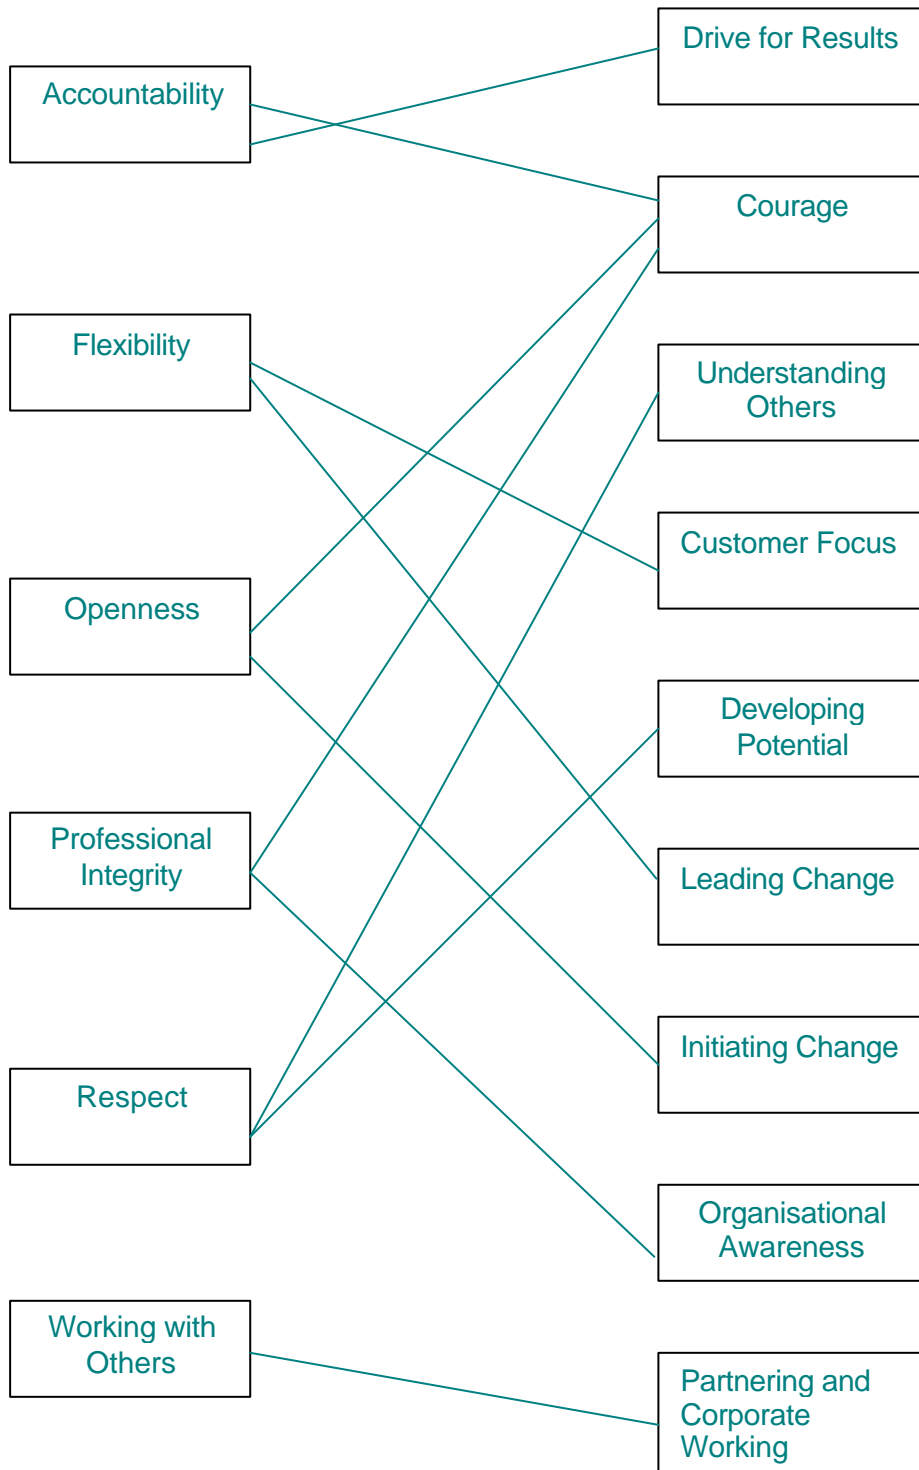 Drive for Results
Accountability
Courage
Flexibility
Understanding
Others
Customer Focus
Openness
Developing
Potential
Professional
Integrity
Leading Change
Initiating Change
Respect
Organisational
Awareness
Working with
Others
Partnering and
Corporate
Working